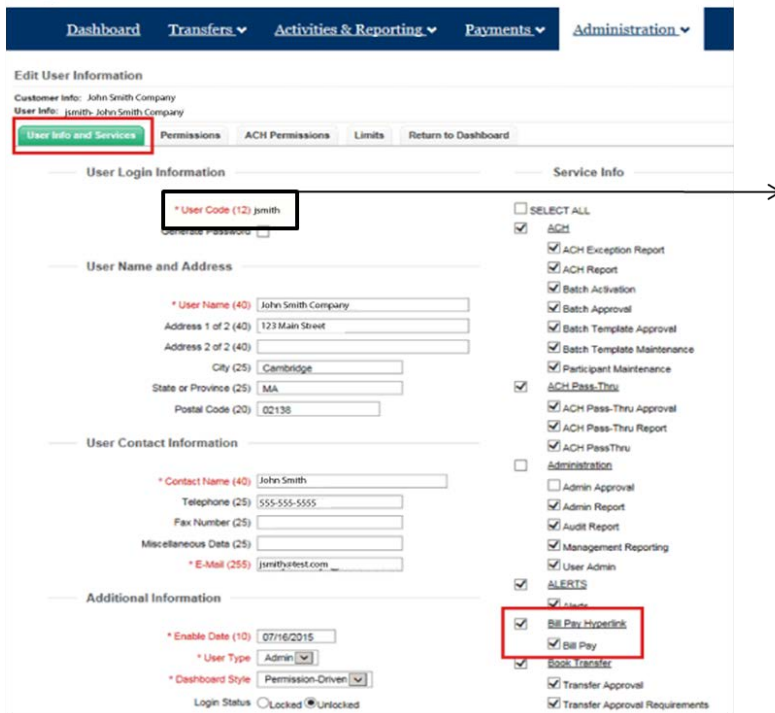 Dashboard Transfers Activities & Reporting Payments Administration
Edit User Information
Customer Info: John Smith Company
User Info: jsmith- John Smith Company
User Info and Services Permissions ACH Permissions Limits Return to Dashboard
User Login Information
* User Code (12) jsmith
Generate Password
User Name and Address
* User Name (40) John Smith Company
Address 1 of 2 (40) 123 Main Street
Address 2 of 2 (40)
City (25) Cambridge
State or Province (25) MA
Postal Code (20) 02138
User Contact Information
* Contact Name (40) John Smith
Telephone (25) 555-555-5555
Fax Number (25)
Miscellaneous Data (25)
* E-Mail (255) jsmith@test.com
Additional Information
* Enable Date (10) 07/16/2015
* User Type Admin
* Dashboard Style Permission-Driven
Login Status Locked Unlocked
Service Info
SELECT ALL
ACH
ACH Exception Report
ACH Report
Batch Activation
Batch Approval
Batch Template Approval
Batch Template Maintenance
Participant Maintenance
ACH Pass-Thru
ACH Pass-Thru Approval
ACH Pass-Thru Report
ACH PassThru
Administration
Admin Approval
Admin Report
Audit Report
Management Reporting
User Admin
ALERTS
Alerts
Bill Pay Hyperlink
Bill Pay
Book Transfer
Transfer Approval
Transfer Approval Requirements